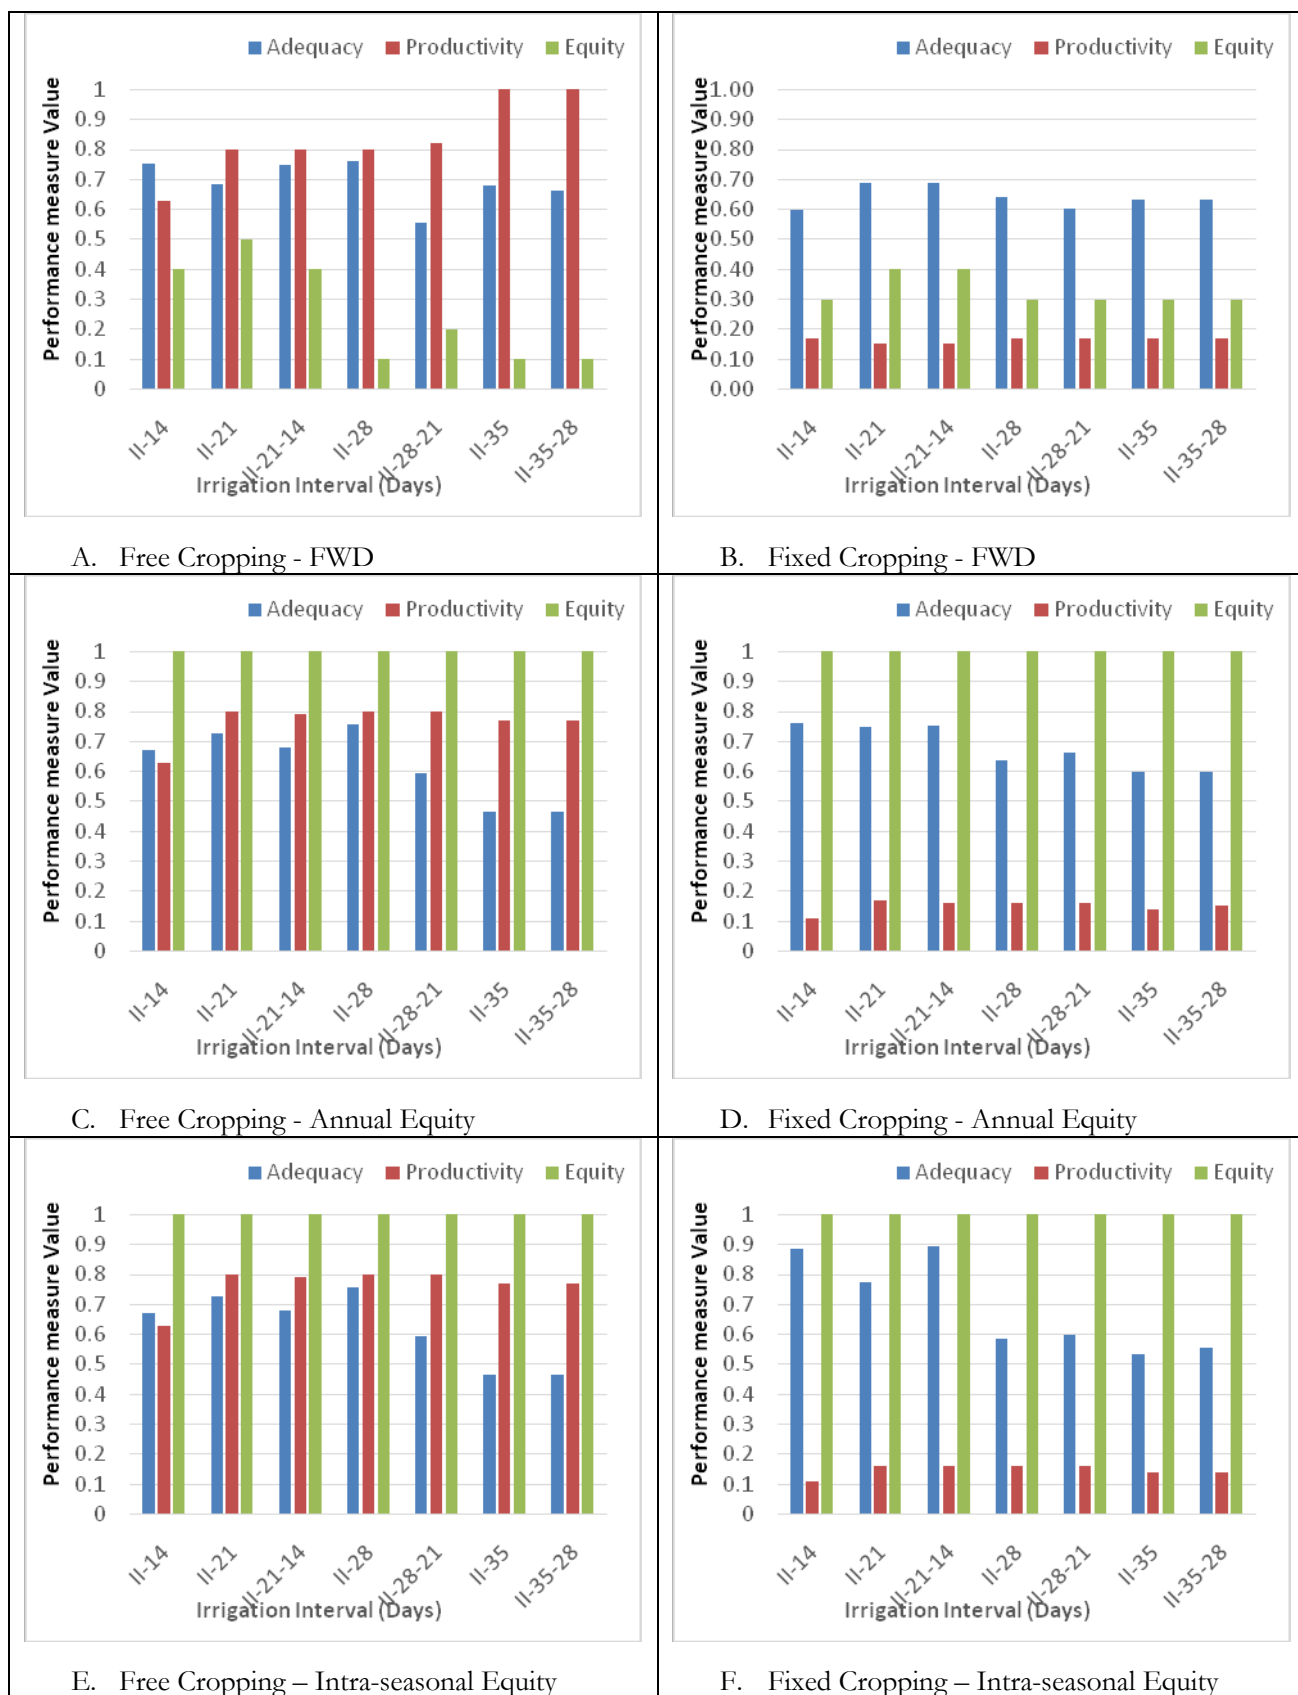 Adequacy Productivity Equity
Performance measure Value
1
0.9
0.8
0.7
0.6
0.5
0.4
0.3
0.2
0.1
0
II-14 II-21 II-21-14 II-28 II-28-21 II-35 II-35-28
Irrigation Interval (Days)
A. Free Cropping - FWD
Adequacy Productivity Equity
Performance measure Value
1.00
0.90
0.80
0.70
0.60
0.50
0.40
0.30
0.20
0.10
0.00
II-14 II-21 II-21-14 II-28 II-28-21 II-35 II-35-28
Irrigation Interval (Days)
B. Fixed Cropping - FWD
Adequacy Productivity Equity
Performance measure Value
1
0.9
0.8
0.7
0.6
0.5
0.4
0.3
0.2
0.1
0
II-14 II-21 II-21-14 II-28 II-28-21 II-35 II-35-28
Irrigation Interval (Days)
C. Free Cropping - Annual Equity
Adequacy Productivity Equity
Performance measure Value
1
0.9
0.8
0.7
0.6
0.5
0.4
0.3
0.2
0.1
0
II-14 II-21 II-21-14 II-28 II-28-21 II-35 II-35-28
Irrigation Interval (Days)
D. Fixed Cropping - Annual Equity
Adequacy Productivity Equity
Performance measure Value
1
0.9
0.8
0.7
0.6
0.5
0.4
0.3
0.2
0.1
0
II-14 II-21 II-21-14 II-28 II-28-21 II-35 II-35-28
Irrigation Interval (Days)
E. Free Cropping – Intra-seasonal Equity
Adequacy Productivity Equity
Performance measure Value
1
0.9
0.8
0.7
0.6
0.5
0.4
0.3
0.2
0.1
0
II-14 II-21 II-21-14 II-28 II-28-21 II-35 II-35-28
Irrigation Interval (Days)
F. Fixed Cropping – Intra-seasonal Equity